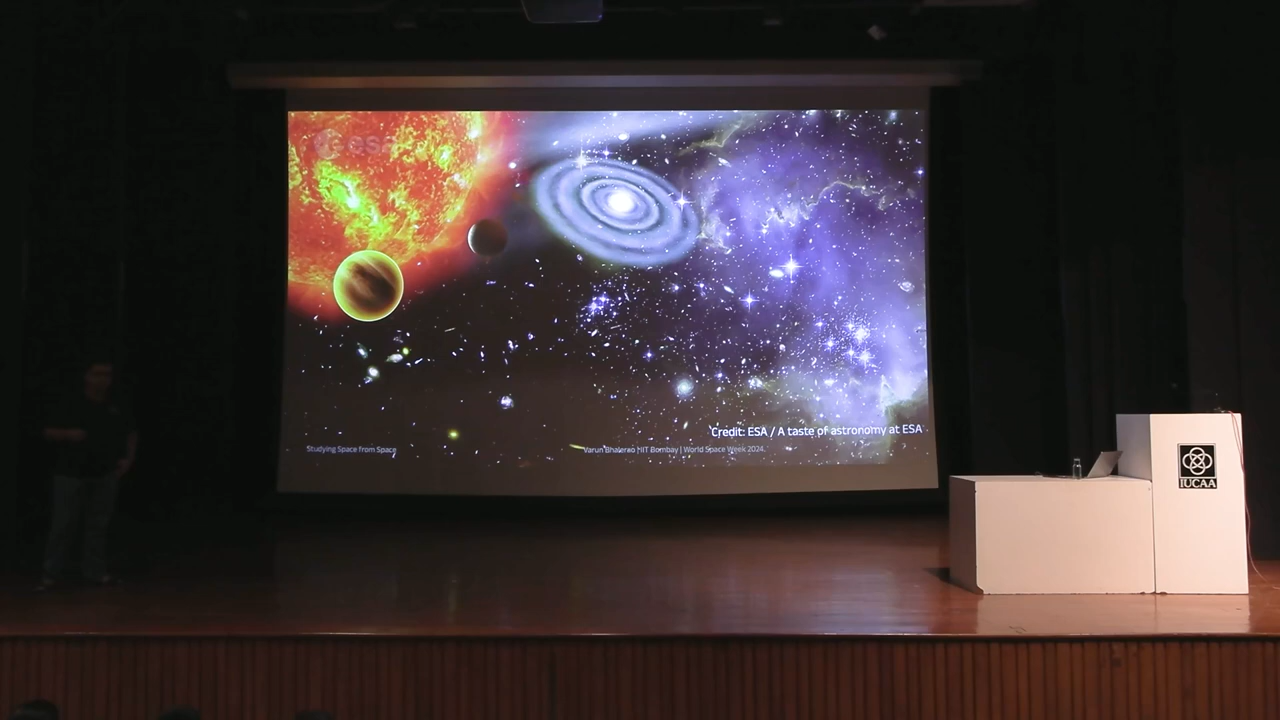 esa
Credit: ESA / A taste of astronomy at ESA
Studying Space from Space
Varun Bhalerao | IIT Bombay | World Space Week 2024
IUCAA